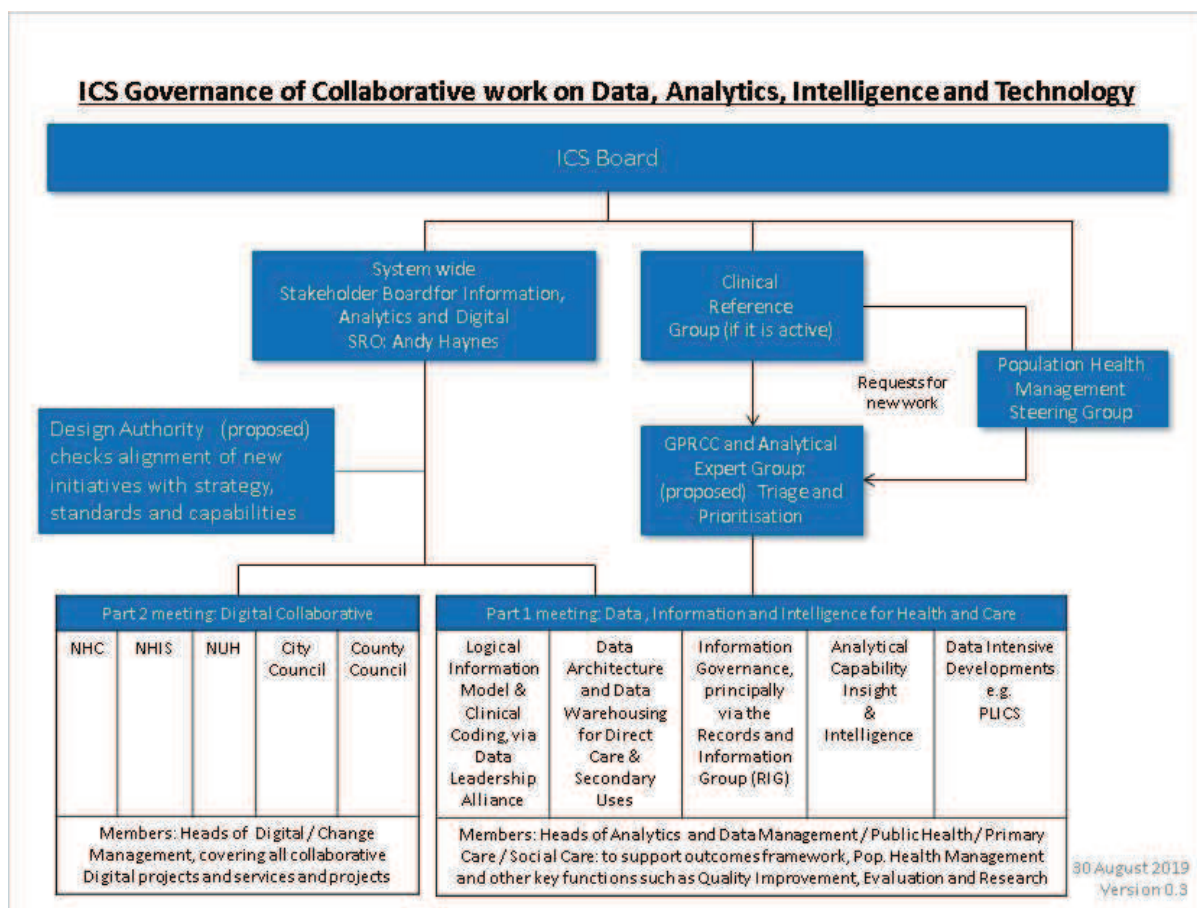 ICS Governance of Collaborative work on Data, Analytics, Intelligence and Technology
ICS Board
System wide
Stakeholder Board for Information,
Analytics and Digital
SRO: Andy Haynes
Clinical
Reference
Group (if it is active)
Requests for
new work
Population Health
Management
Steering Group
Design Authority (proposed)
checks alignment of new
initiatives with strategy,
standards and capabilities
GPRCC and Analytical
Expert Group:
(proposed) Triage and
Prioritisation
Part 2 meeting: Digital Collaborative
NHC
NHIS
NUH
City
Council
County
Council
Members: Heads of Digital / Change
Management, covering all collaborative
Digital projects and services and projects
Part 1 meeting: Data, Information and Intelligence for Health and Care
Logical
Information
Model &
Clinical
Coding, via
Data
Leadership
Alliance
Data
Architecture
and Data
Warehousing
for Direct
Care &
Secondary
Uses
Information
Governance,
principally
via the
Records and
Information
Group (RIG)
Analytical
Capability
Insight
&
Intelligence
Data Intensive
Developments
e.g.
PLICS
Members: Heads of Analytics and Data Management / Public Health / Primary
Care / Social Care: to support outcomes framework, Pop. Health Management
and other key functions such as Quality Improvement, Evaluation and Research
30 August 2019
Version 0.3